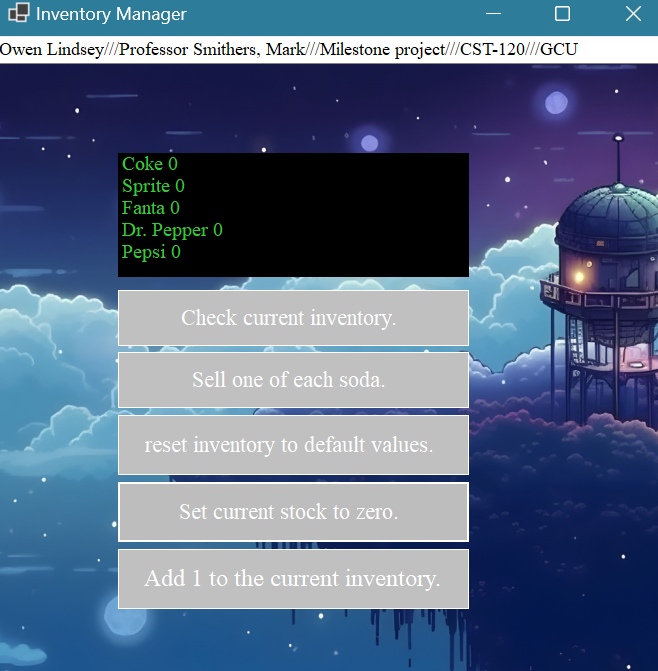 Inventory Manager
Owen Lindsey///Professor Smithers, Mark///Milestone project///CST-120///GCU
Coke 0
Sprite 0
Fanta 0
Dr. Pepper 0
Pepsi 0
Check current inventory.
Sell one of each soda.
reset inventory to default values.
Set current stock to zero.
Add 1 to the current inventory.